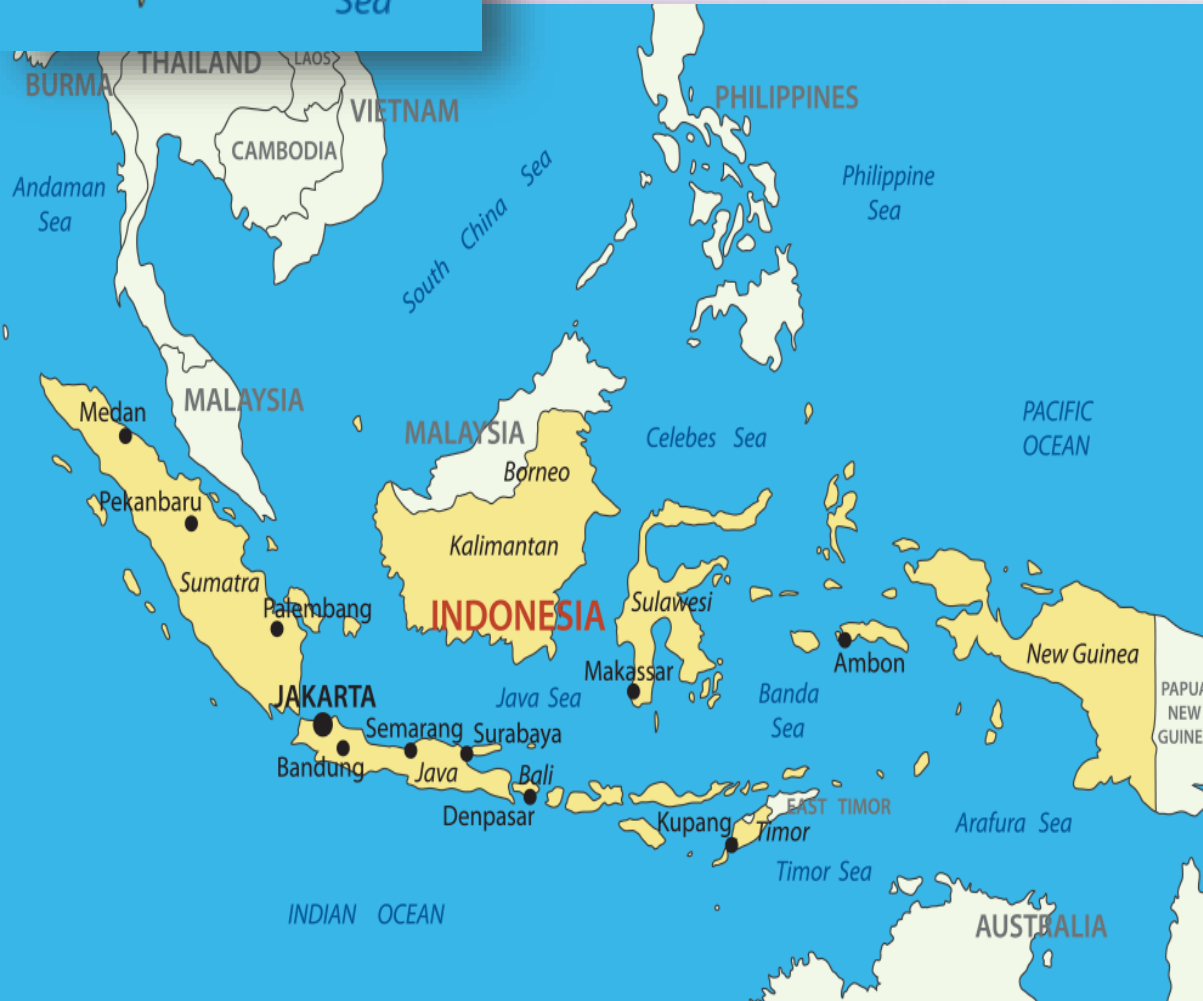 Sea
THAILAND
LAOS
BURMA
VIETNAM
PHILIPPINES
CAMBODIA
Andaman
Sea
South China Sea
Philippine
Sea
MALAYSIA
Medan
PACIFIC
OCEAN
MALAYSIA
Celebes Sea
Borneo
Pekanbaru
Kalimantan
Sumatra
Palembang
INDONESIA
Sulawesi
New Guinea
Ambon
Makassar
JAKARTA
Java Sea
Banda
Sea
PAPUA
NEW
GUINE
Semarang
Surabaya
Bandung
Java
Bali
Denpasar
EAST TIMOR
Kupang
Timor
Arafura Sea
Timor Sea
INDIAN OCEAN
AUSTRALIA